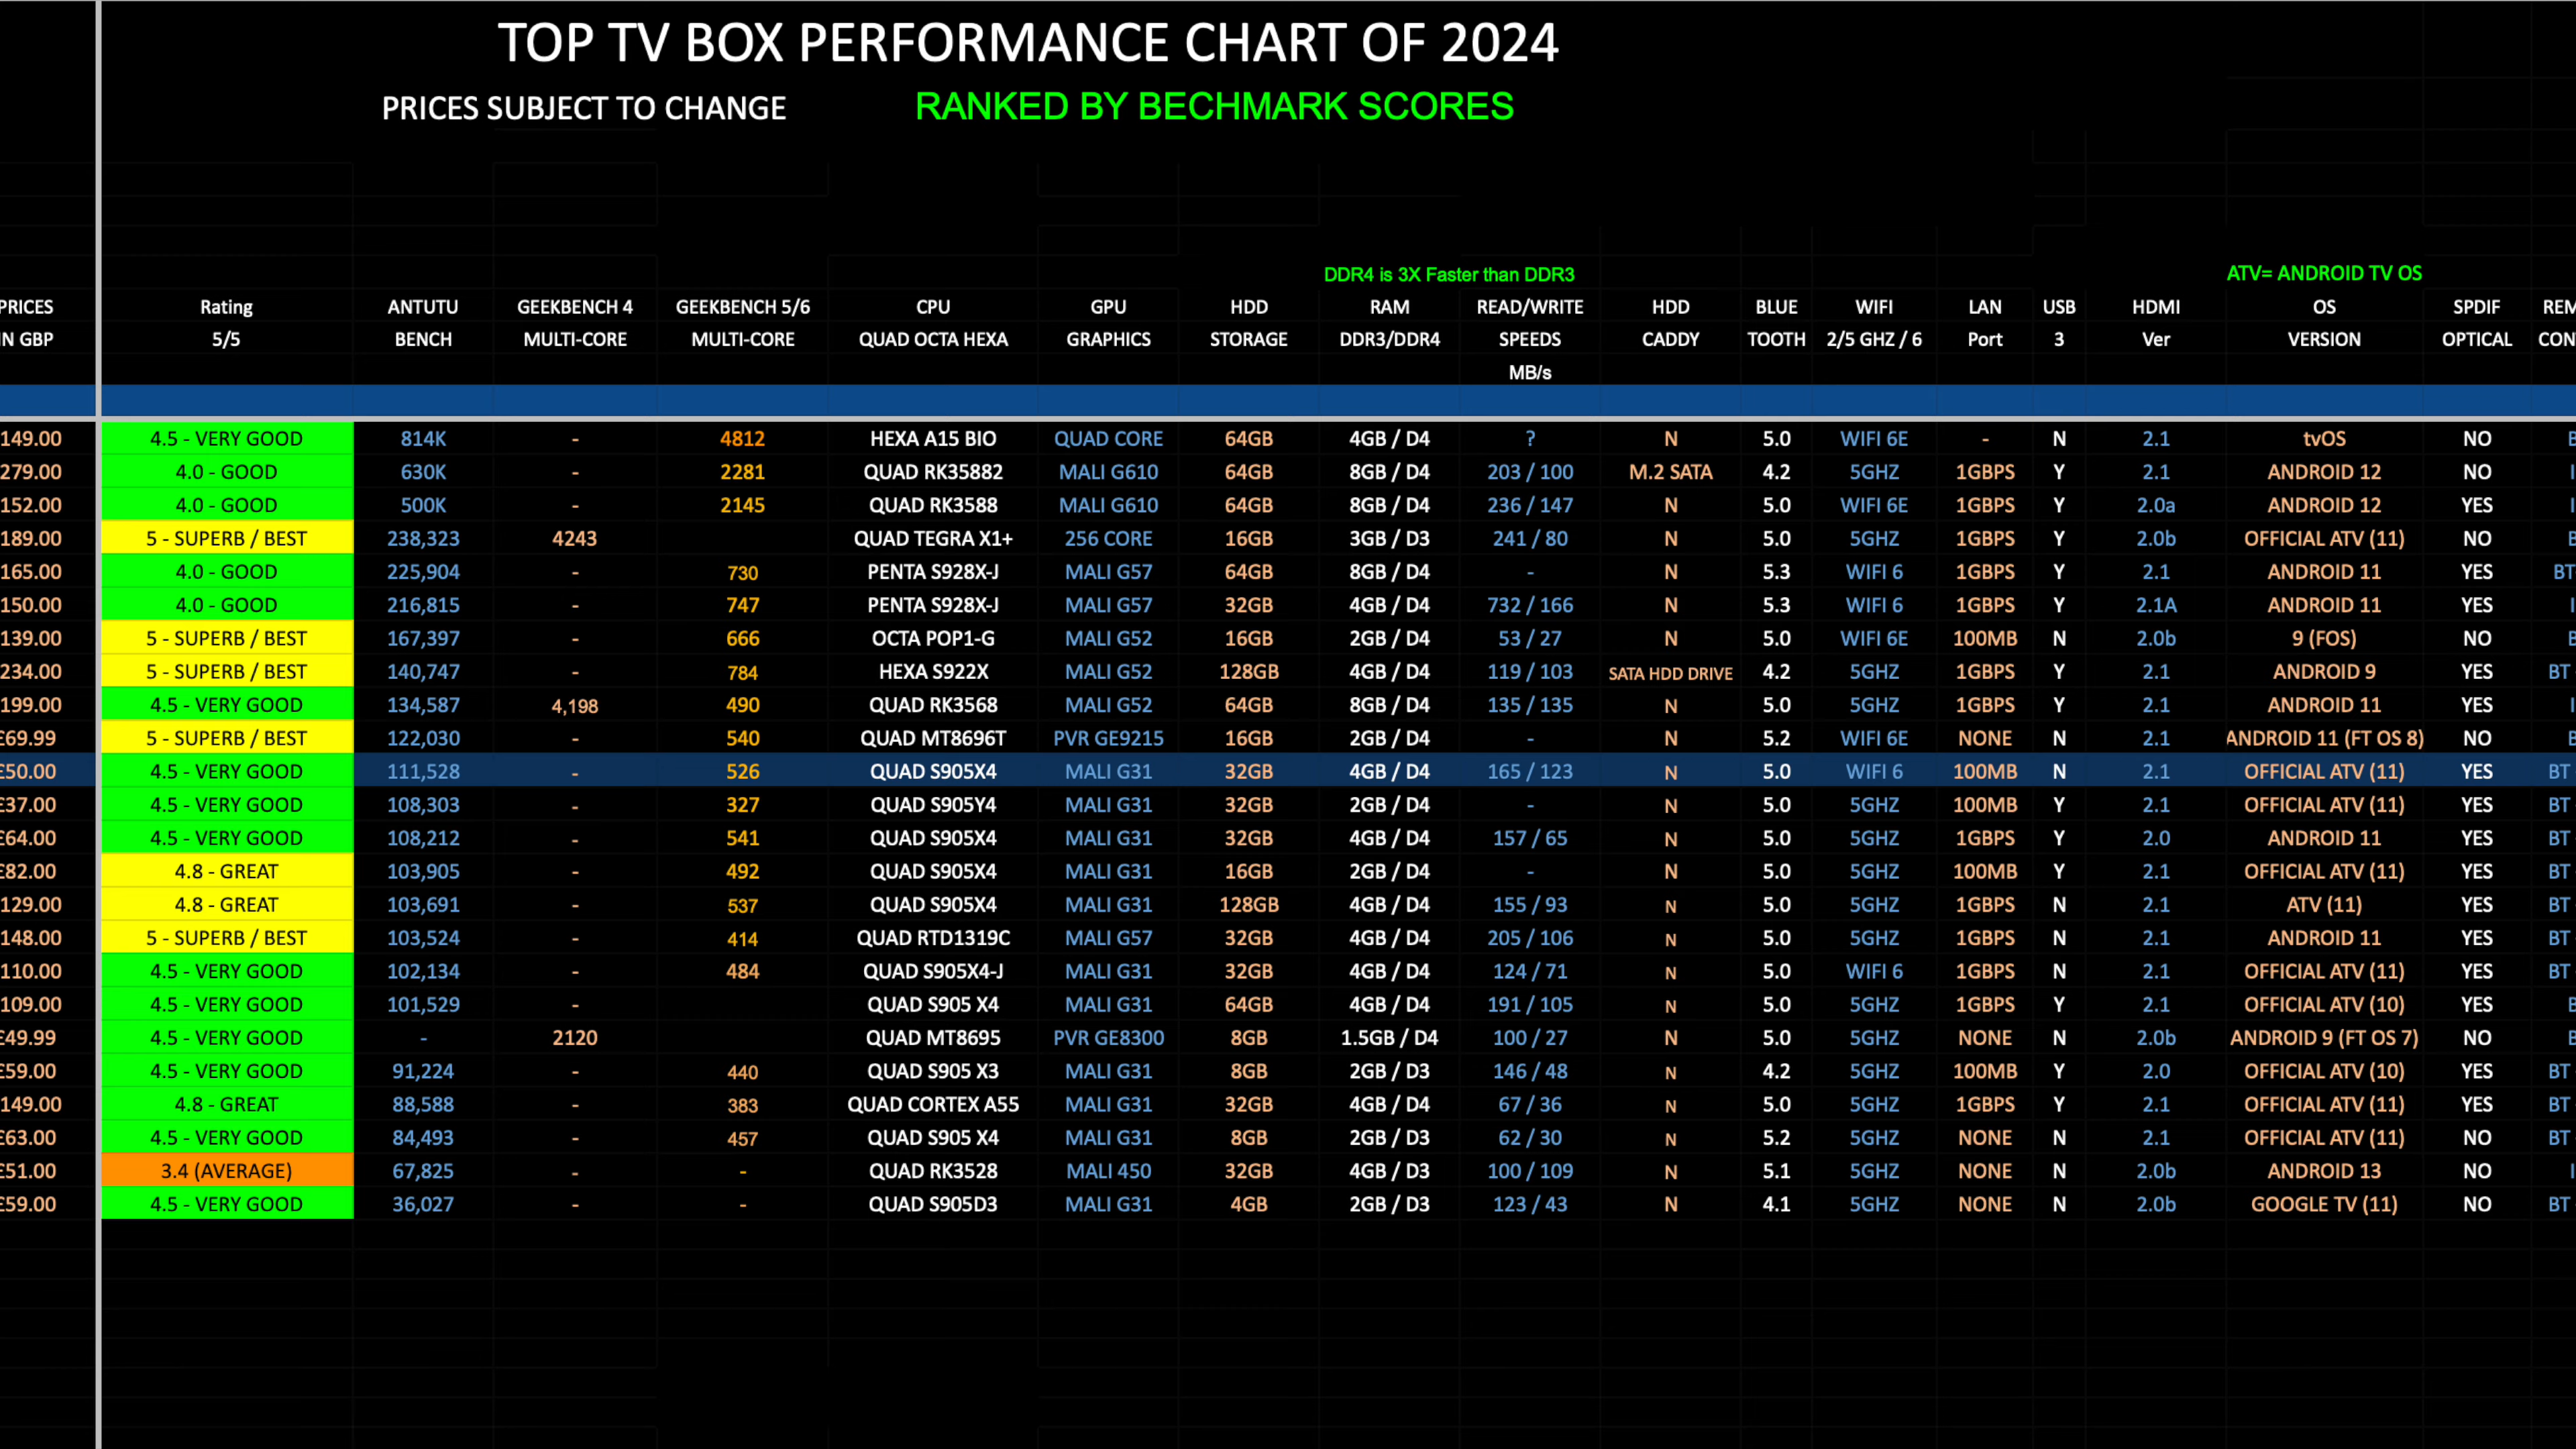 TOP TV BOX PERFORMANCE CHART OF 2024
PRICES SUBJECT TO CHANGE RANKED BY BECHMARK SCORES
DDR4 is 3X Faster than DDR3 ATV= ANDROID TV OS
PRICES Rating ANTUTU GEEKBENCH 4 GEEKBENCH 5/6 CPU GPU HDD RAM READ/WRITE HDD BLUE WIFI LAN USB HDMI OS SPDIF REM
IN GBP 5/5 BENCH MULTI-CORE MULTI-CORE QUAD OCTA HEXA GRAPHICS STORAGE DDR3/DDR4 SPEEDS CADDY TOOTH 2/5 GHZ / 6 Port 3 Ver VERSION OPTICAL CON
MB/s
149.00 4.5 - VERY GOOD 814K - 4812 HEXA A15 BIO QUAD CORE 64GB 4GB / D4 ? N 5.0 WIFI 6E - N 2.1 tvOS NO B
279.00 4.0 - GOOD 630K - 2281 QUAD RK35882 MALI G610 64GB 8GB / D4 203 / 100 M.2 SATA 4.2 5GHZ 1GBPS Y 2.1 ANDROID 12 NO I
152.00 4.0 - GOOD 500K - 2145 QUAD RK3588 MALI G610 64GB 8GB / D4 236 / 147 N 5.0 WIFI 6E 1GBPS Y 2.0a ANDROID 12 YES I
189.00 5 - SUPERB / BEST 238,323 4243 QUAD TEGRA X1+ 256 CORE 16GB 3GB / D3 241 / 80 N 5.0 5GHZ 1GBPS Y 2.0b OFFICIAL ATV (11) NO B
165.00 4.0 - GOOD 225,904 - 730 PENTA S928X-J MALI G57 64GB 8GB / D4 - N 5.3 WIFI 6 1GBPS Y 2.1 ANDROID 11 YES BT
150.00 4.0 - GOOD 216,815 - 747 PENTA S928X-J MALI G57 32GB 4GB / D4 732 / 166 N 5.3 WIFI 6 1GBPS Y 2.1A ANDROID 11 YES I
139.00 5 - SUPERB / BEST 167,397 - 666 OCTA POP1-G MALI G52 16GB 2GB / D4 53 / 27 N 5.0 WIFI 6E 100MB N 2.0b 9 (FOS) NO B
234.00 5 - SUPERB / BEST 140,747 - 784 HEXA S922X MALI G52 128GB 4GB / D4 119 / 103 SATA HDD DRIVE 4.2 5GHZ 1GBPS Y 2.1 ANDROID 9 YES BT
199.00 4.5 - VERY GOOD 134,587 4,198 490 QUAD RK3568 MALI G52 64GB 8GB / D4 135 / 135 N 5.0 5GHZ 1GBPS Y 2.1 ANDROID 11 YES I
£69.99 5 - SUPERB / BEST 122,030 - 540 QUAD MT8696T PVR GE9215 16GB 2GB / D4 - N 5.2 WIFI 6E NONE N 2.1 ANDROID 11 (FT OS 8) NO B
£50.00 4.5 - VERY GOOD 111,528 - 526 QUAD S905X4 MALI G31 32GB 4GB / D4 165 / 123 N 5.0 WIFI 6 100MB N 2.1 OFFICIAL ATV (11) YES BT
£37.00 4.5 - VERY GOOD 108,303 - 327 QUAD S905Y4 MALI G31 32GB 2GB / D4 - N 5.0 5GHZ 100MB Y 2.1 OFFICIAL ATV (11) YES BT
£64.00 4.5 - VERY GOOD 108,212 - 541 QUAD S905X4 MALI G31 32GB 4GB / D4 157 / 65 N 5.0 5GHZ 1GBPS Y 2.0 ANDROID 11 YES BT
£82.00 4.8 - GREAT 103,905 - 492 QUAD S905X4 MALI G31 16GB 2GB / D4 - N 5.0 5GHZ 100MB Y 2.1 OFFICIAL ATV (11) YES BT
129.00 4.8 - GREAT 103,691 - 537 QUAD S905X4 MALI G31 128GB 4GB / D4 155 / 93 N 5.0 5GHZ 1GBPS N 2.1 ATV (11) YES BT
148.00 5 - SUPERB / BEST 103,524 - 414 QUAD RTD1319C MALI G57 32GB 4GB / D4 205 / 106 N 5.0 5GHZ 1GBPS N 2.1 ANDROID 11 YES BT
110.00 4.5 - VERY GOOD 102,134 - 484 QUAD S905X4-J MALI G31 32GB 4GB / D4 124 / 71 N 5.0 WIFI 6 1GBPS N 2.1 OFFICIAL ATV (11) YES BT
109.00 4.5 - VERY GOOD 101,529 - QUAD S905 X4 MALI G31 64GB 4GB / D4 191 / 105 N 5.0 5GHZ 1GBPS Y 2.1 OFFICIAL ATV (10) YES B
£49.99 4.5 - VERY GOOD - 2120 QUAD MT8695 PVR GE8300 8GB 1.5GB / D4 100 / 27 N 5.0 5GHZ NONE N 2.0b ANDROID 9 (FT OS 7) NO B
£59.00 4.5 - VERY GOOD 91,224 - 440 QUAD S905 X3 MALI G31 8GB 2GB / D3 146 / 48 N 4.2 5GHZ 100MB Y 2.0 OFFICIAL ATV (10) YES BT
149.00 4.8 - GREAT 88,588 - 383 QUAD CORTEX A55 MALI G31 32GB 4GB / D4 67 / 36 N 5.0 5GHZ 1GBPS Y 2.1 OFFICIAL ATV (11) YES BT
£63.00 4.5 - VERY GOOD 84,493 - 457 QUAD S905 X4 MALI G31 8GB 2GB / D3 62 / 30 N 5.2 5GHZ NONE N 2.1 OFFICIAL ATV (11) NO BT
£51.00 3.4 (AVERAGE) 67,825 - - QUAD RK3528 MALI 450 32GB 4GB / D3 100 / 109 N 5.1 5GHZ NONE N 2.0b ANDROID 13 NO I
£59.00 4.5 - VERY GOOD 36,027 - - QUAD S905D3 MALI G31 4GB 2GB / D3 123 / 43 N 4.1 5GHZ NONE N 2.0b GOOGLE TV (11) NO BT